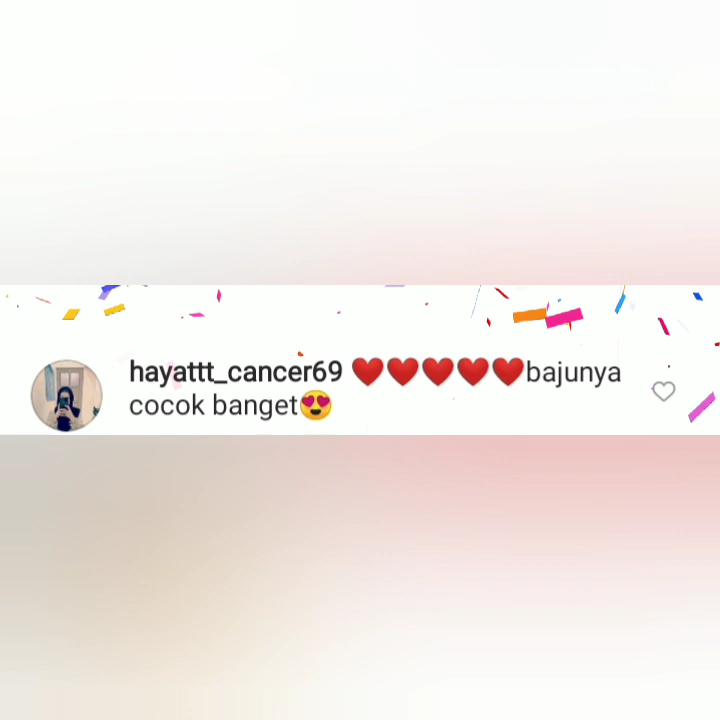 hayattt_cancer69 ❤️❤️❤️❤️❤️bajunya
cocok banget😍